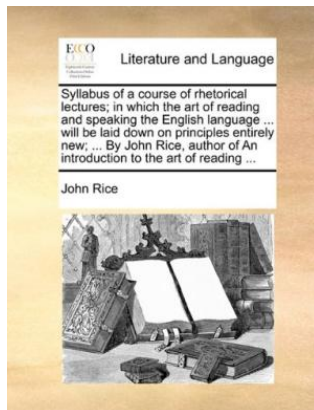 ECCO
Literature and Language
Syllabus of a course of rhetorical
lectures; in which the art of reading
and speaking the English language ...
will be laid down on principles entirely
new; ... By John Rice, author of An
introduction to the art of reading ...
John Rice